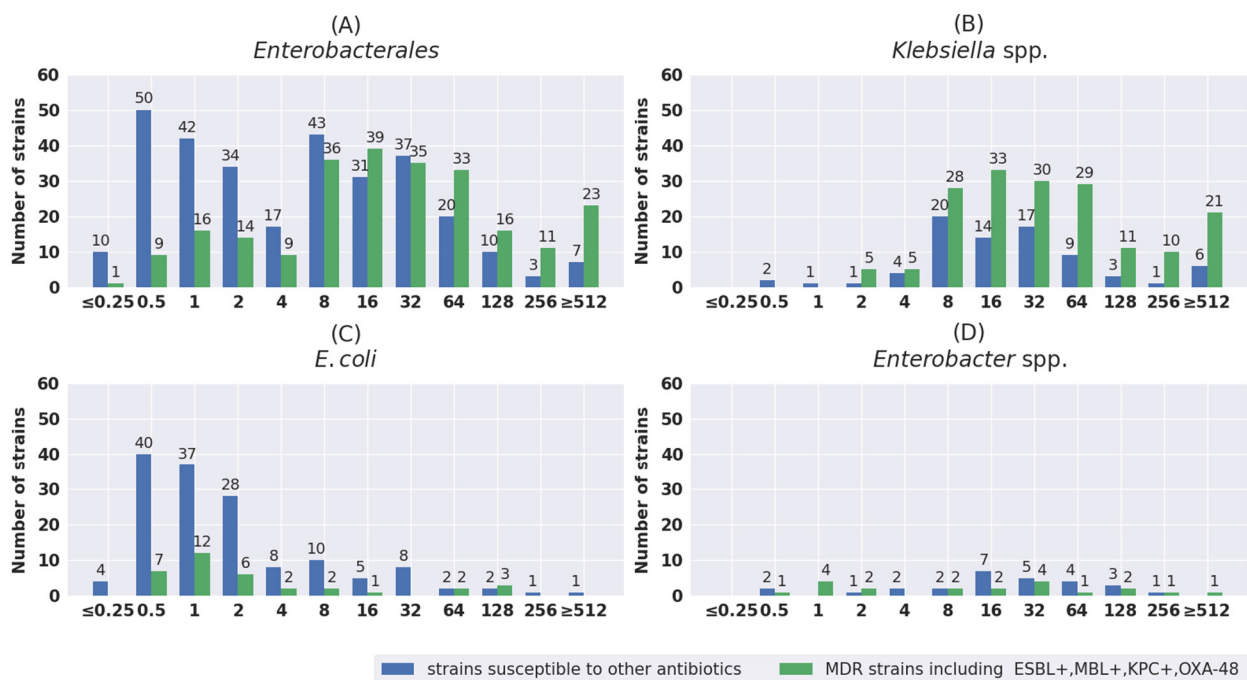 (A)
Enterobacterales
Number of strains
60
50
40
30
20
10
0
10 50 42 34 17 43 31 37 20 10 3 7
1 9 16 14 9 36 39 35 33 16 11 23
≤0.25 0.5 1 2 4 8 16 32 64 128 256 ≥512
(B)
Klebsiella spp.
Number of strains
60
50
40
30
20
10
0
2 1 1 4 20 14 17 9 3 1 6
5 5 28 33 30 29 11 10 21
≤0.25 0.5 1 2 4 8 16 32 64 128 256 ≥512
(C)
E. coli
Number of strains
60
50
40
30
20
10
0
4 40 37 28 8 10 5 8 2 2 1 1
7 12 6 2 2 1 2 3
≤0.25 0.5 1 2 4 8 16 32 64 128 256 ≥512
(D)
Enterobacter spp.
Number of strains
60
50
40
30
20
10
0
2 1 2 2 7 5 4 3 1
1 4 2 2 2 4 1 2 1 1
≤0.25 0.5 1 2 4 8 16 32 64 128 256 ≥512
strains susceptible to other antibiotics
MDR strains including ESBL+,MBL+,KPC+,OXA-48